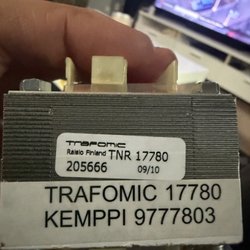 TRAFOMIC
Raisio Finland TNR 17780
205666 09/10
TRAFOMIC 17780
KEMPPI 9777803